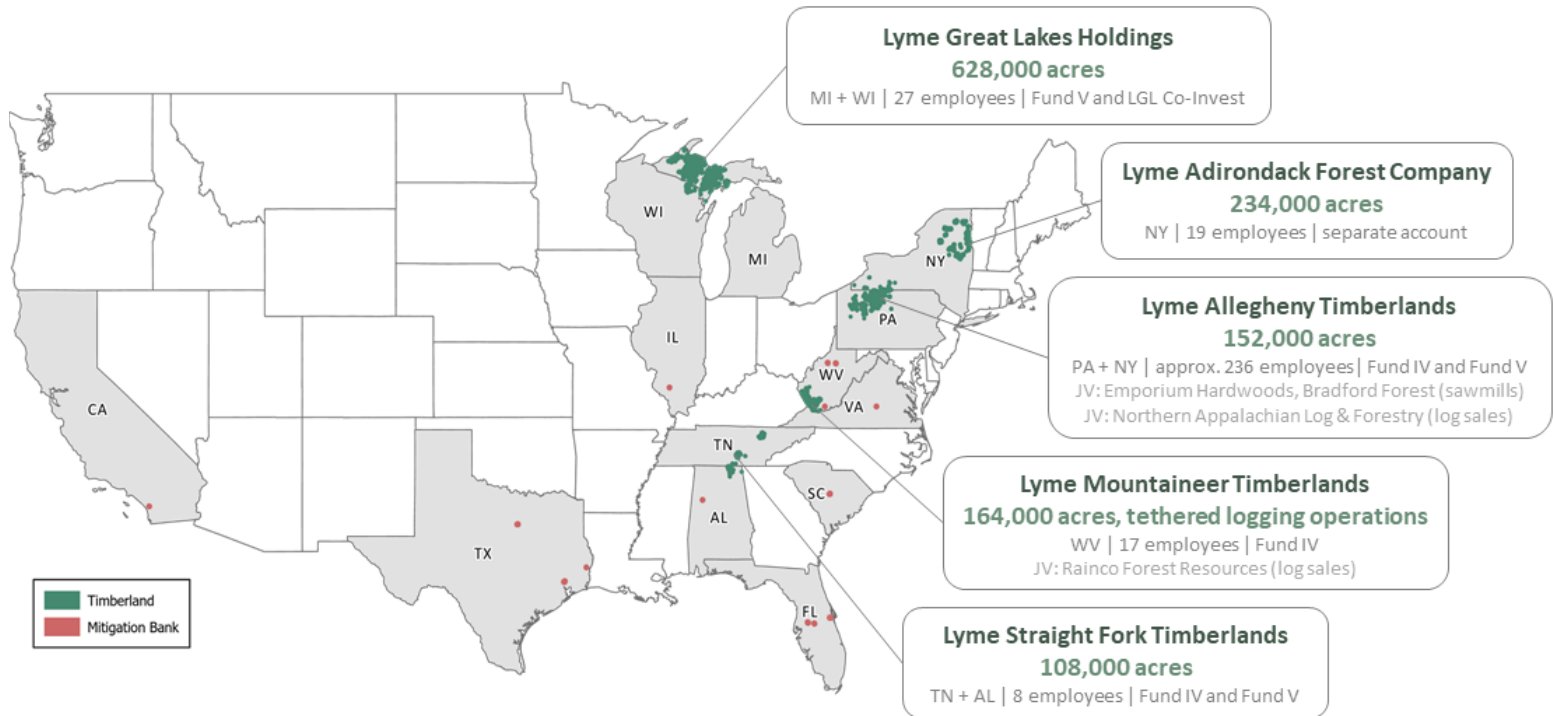 Lyme Great Lakes Holdings
628,000 acres
MI + WI | 27 employees | Fund V and LGL Co-Invest
Lyme Adirondack Forest Company
234,000 acres
NY | 19 employees | separate account
Lyme Allegheny Timberlands
152,000 acres
PA + NY | approx. 236 employees | Fund IV and Fund V
JV: Emporium Hardwoods, Bradford Forest (sawmills)
JV: Northern Appalachian Log & Forestry (log sales)
Lyme Mountaineer Timberlands
164,000 acres, tethered logging operations
WV | 17 employees | Fund IV
JV: Rainco Forest Resources (log sales)
Lyme Straight Fork Timberlands
108,000 acres
TN + AL | 8 employees | Fund IV and Fund V
WI
MI
NY
PA
IL
WV
VA
CA
TN
SC
AL
TX
FL
Timberland
Mitigation Bank